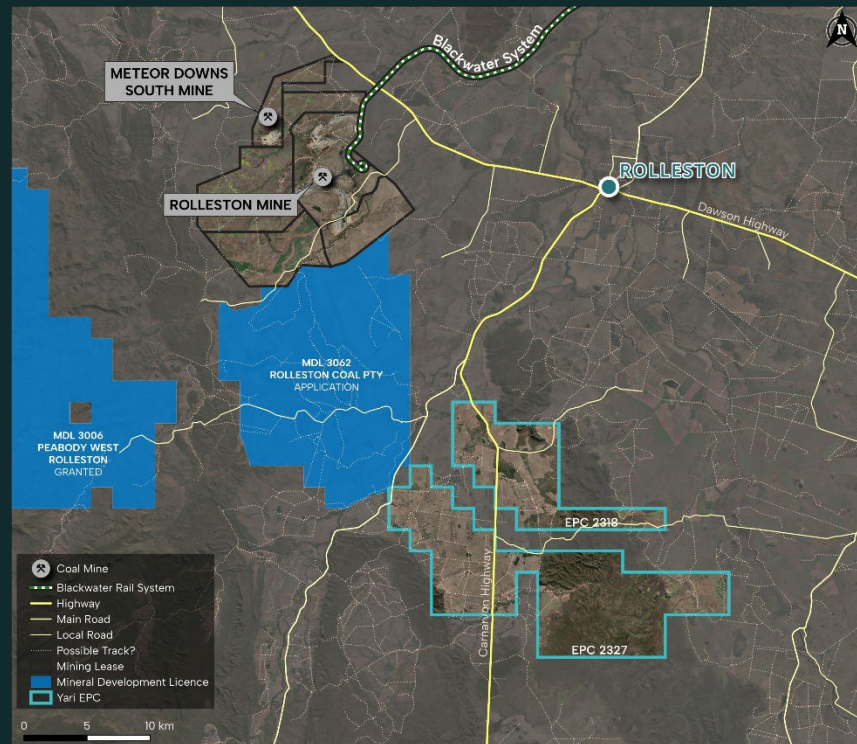 Blackwater System
N
METEOR DOWNS
SOUTH MINE
ROLLESTON MINE
ROLLESTON
Dawson Highway
MDL 3062
ROLLESTON COAL PTY
APPLICATION
MDL 3006
PEABODY WEST
ROLLESTON
GRANTED
EPC 2318
Carnarvon Highway
EPC 2327
Coal Mine
Blackwater Rail System
Highway
Main Road
Local Road
Possible Track?
Mining Lease
Mineral Development Licence
Yari EPC
0 5 10 km